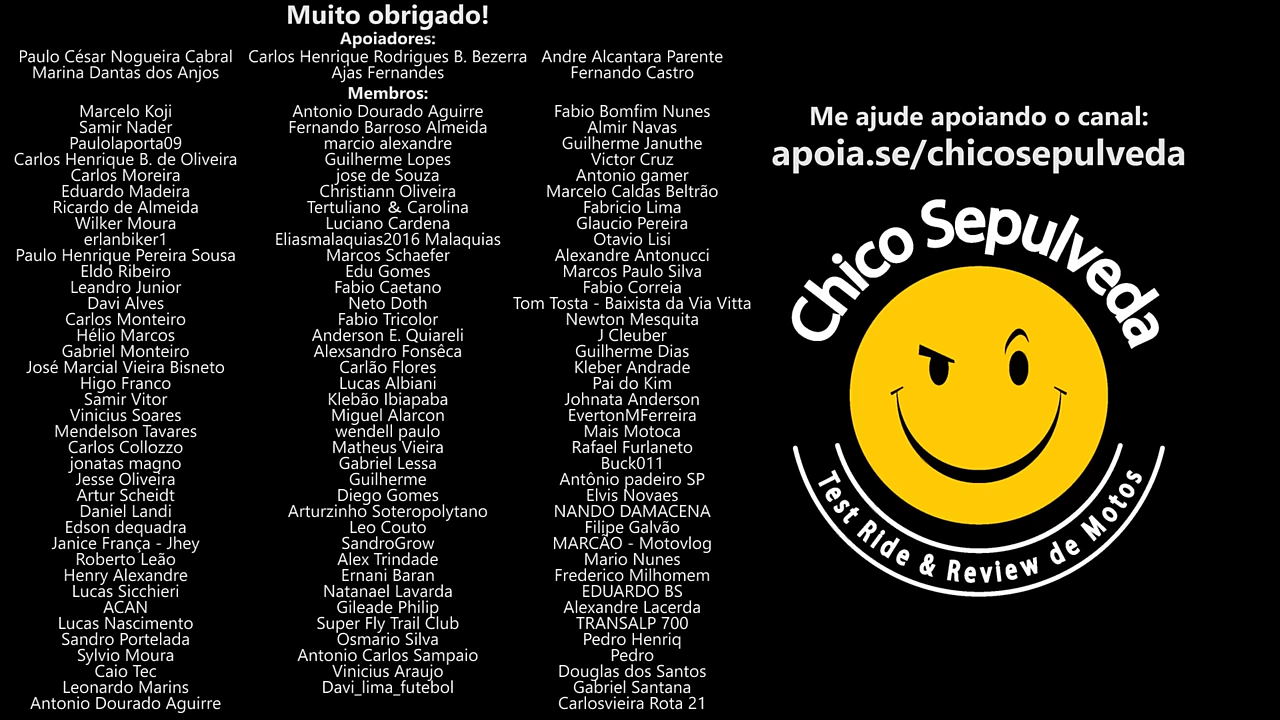 Muito obrigado!
Apoiadores:
Paulo César Nogueira Cabral
Carlos Henrique Rodrigues B. Bezerra
Andre Alcantara Parente
Marina Dantas dos Anjos
Ajas Fernandes
Fernando Castro
Membros:
Marcelo Koji
Samir Nader
Paulolaporta09
Carlos Henrique B. de Oliveira
Carlos Moreira
Eduardo Madeira
Ricardo de Almeida
Wilker Moura
erlanbiker1
Paulo Henrique Pereira Sousa
Eldo Ribeiro
Leandro Junior
Davi Alves
Carlos Monteiro
Hélio Marcos
Gabriel Monteiro
José Marcial Vieira Bisneto
Higo Franco
Samir Vitor
Vinicius Soares
Mendelson Tavares
Carlos Collozzo
jonatas magno
Jesse Oliveira
Artur Scheidt
Daniel Landi
Edson dequadra
Janice França - Jhey
Roberto Leão
Henry Alexandre
Lucas Sicchieri
ACAN
Lucas Nascimento
Sandro Portelada
Sylvio Moura
Caio Tec
Leonardo Marins
Antonio Dourado Aguirre
Antonio Dourado Aguirre
Fernando Barroso Almeida
marcio alexandre
Guilherme Lopes
jose de Souza
Christiann Oliveira
Tertuliano & Carolina
Luciano Cardena
Eliasmalaquias2016 Malaquias
Marcos Schaefer
Edu Gomes
Fabio Caetano
Neto Doth
Fabio Tricolor
Anderson E. Quiareli
Alexsandro Fonsêca
Carlão Flores
Lucas Albiani
Klebão Ibiapaba
Miguel Alarcon
wendell paulo
Matheus Vieira
Gabriel Lessa
Guilherme
Diego Gomes
Arturzinho Soteropolytano
Leo Couto
SandroGrow
Alex Trindade
Ernani Baran
Natanael Lavarda
Gileade Philip
Super Fly Trail Club
Osmario Silva
Antonio Carlos Sampaio
Vinicius Araujo
Davi_lima_futebol
Fabio Bomfim Nunes
Almir Navas
Guilherme Januthe
Victor Cruz
Antonio gamer
Marcelo Caldas Beltrão
Fabricio Lima
Glaucio Pereira
Otavio Lisi
Alexandre Antonucci
Marcos Paulo Silva
Fabio Correia
Tom Tosta - Baixista da Via Vitta
Newton Mesquita
J Cleuber
Guilherme Dias
Kleber Andrade
Pai do Kim
Johnata Anderson
EvertonMFerreira
Mais Motoca
Rafael Furlaneto
Buck011
Antônio padeiro SP
Elvis Novaes
NANDO DAMACENA
Filipe Galvão
MARCÃO - Motovlog
Mario Nunes
Frederico Milhomem
EDUARDO BS
Alexandre Lacerda
TRANSALP 700
Pedro Henriq
Pedro
Douglas dos Santos
Gabriel Santana
Carlosvieira Rota 21
Me ajude apoiando o canal:
apoia.se/chicosepulveda
Chico Sepulveda
Test Ride & Review de Motos